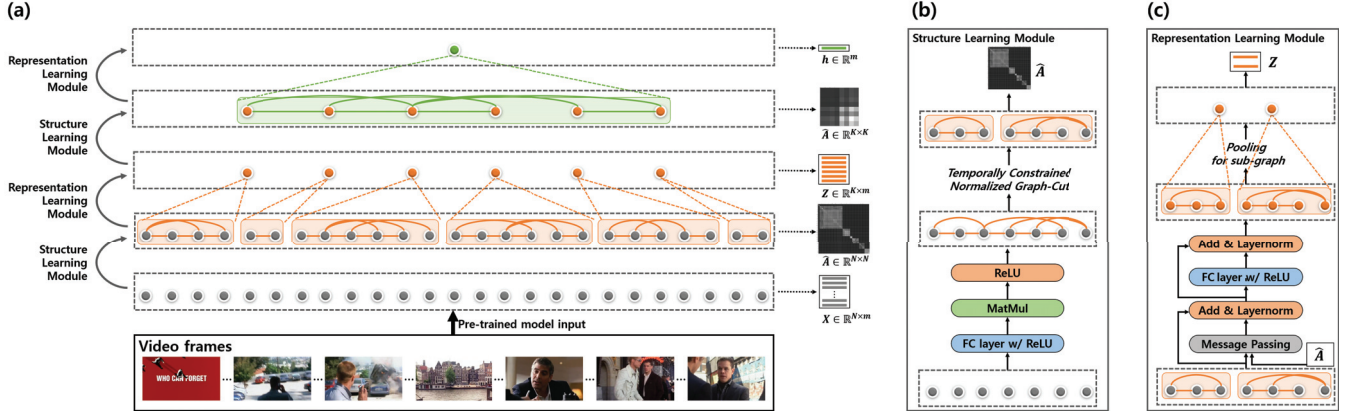 (a)
Representation
Learning
Module
Structure
Learning
Module
Representation
Learning
Module
Structure
Learning
Module
h ∈ ℝ^m
Ã ∈ ℝ^{K×K}
Z ∈ ℝ^{K×m}
Â ∈ ℝ^{N×N}
X ∈ ℝ^{N×m}
Pre-trained model input
Video frames
WHO CAN FORGET
(b)
Structure Learning Module
Â
Temporally Constrained
Normalized Graph-Cut
ReLU
MatMul
FC layer w/ ReLU
(c)
Representation Learning Module
Z
Pooling
for sub-graph
Add & Layernorm
FC layer w/ ReLU
Add & Layernorm
Message Passing
Â